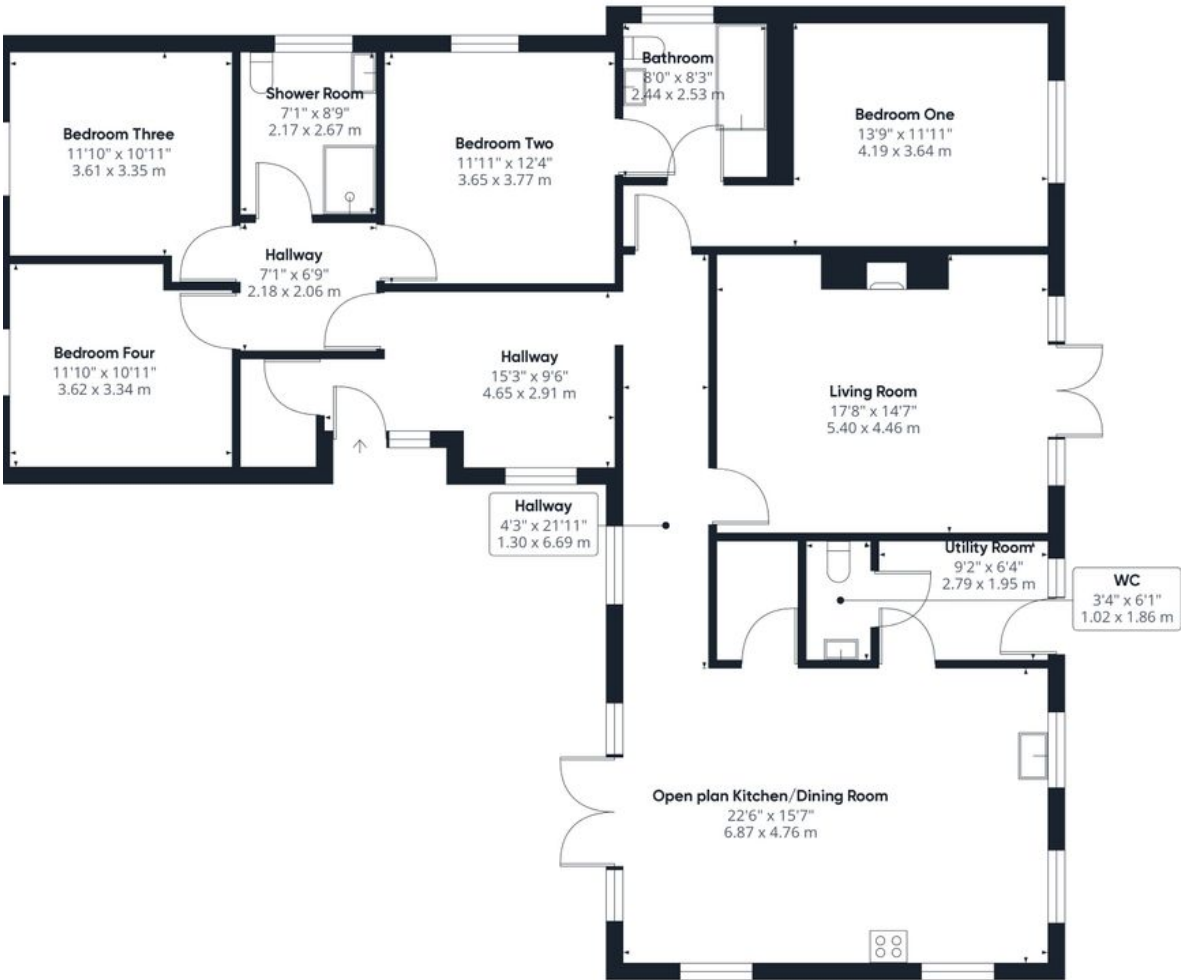 Bathroom
8'0" x 8'3"
2.44 x 2.53 m
Shower Room
7'1" x 8'9"
2.17 x 2.67 m
Bedroom One
13'9" x 11'11"
4.19 x 3.64 m
Bedroom Three
11'10" x 10'11"
3.61 x 3.35 m
Bedroom Two
11'11" x 12'4"
3.65 x 3.77 m
Hallway
7'1" x 6'9"
2.18 x 2.06 m
Bedroom Four
11'10" x 10'11"
3.62 x 3.34 m
Hallway
15'3" x 9'6"
4.65 x 2.91 m
Living Room
17'8" x 14'7"
5.40 x 4.46 m
Hallway
4'3" x 21'11"
1.30 x 6.69 m
Utility Room
9'2" x 6'4"
2.79 x 1.95 m
WC
3'4" x 6'1"
1.02 x 1.86 m
Open plan Kitchen/Dining Room
22'6" x 15'7"
6.87 x 4.76 m